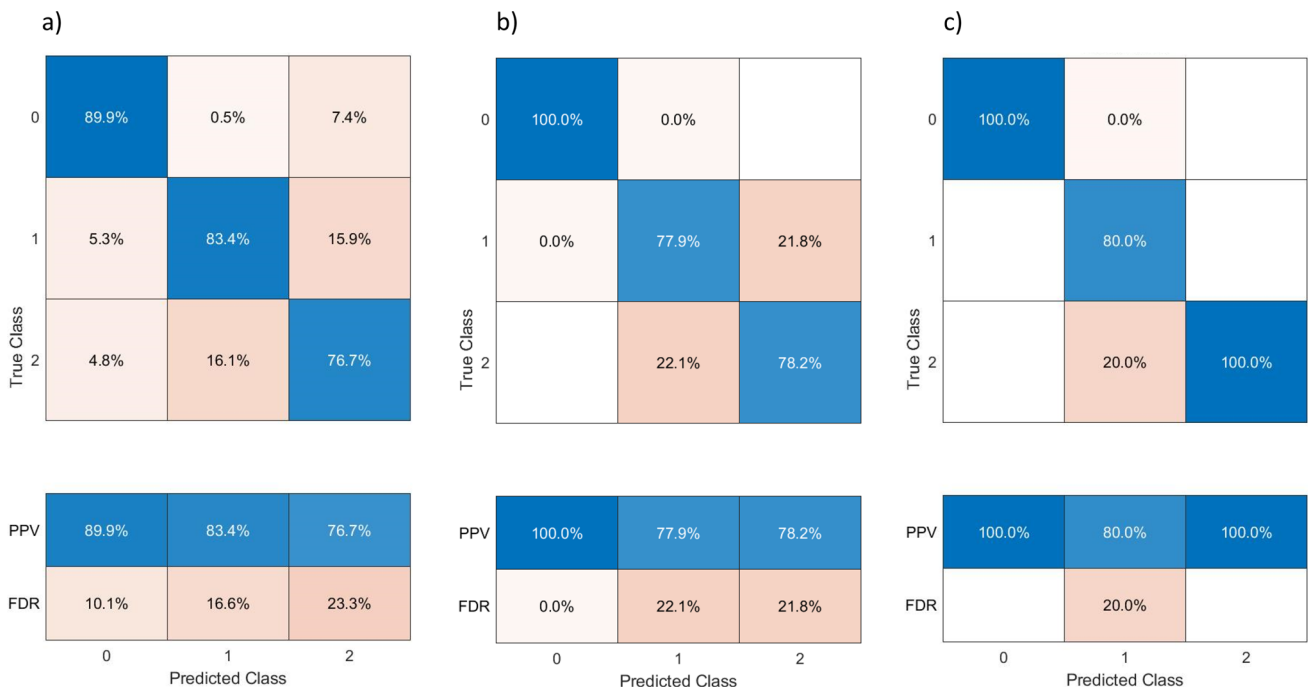 a)
0 89.9% 0.5% 7.4%
1 5.3% 83.4% 15.9%
2 4.8% 16.1% 76.7%
True Class
PPV 89.9% 83.4% 76.7%
FDR 10.1% 16.6% 23.3%
0 1 2
Predicted Class
b)
0 100.0% 0.0%
1 0.0% 77.9% 21.8%
2 22.1% 78.2%
True Class
PPV 100.0% 77.9% 78.2%
FDR 0.0% 22.1% 21.8%
0 1 2
Predicted Class
c)
0 100.0% 0.0%
1 80.0%
2 20.0% 100.0%
True Class
PPV 100.0% 80.0% 100.0%
FDR 20.0%
0 1 2
Predicted Class